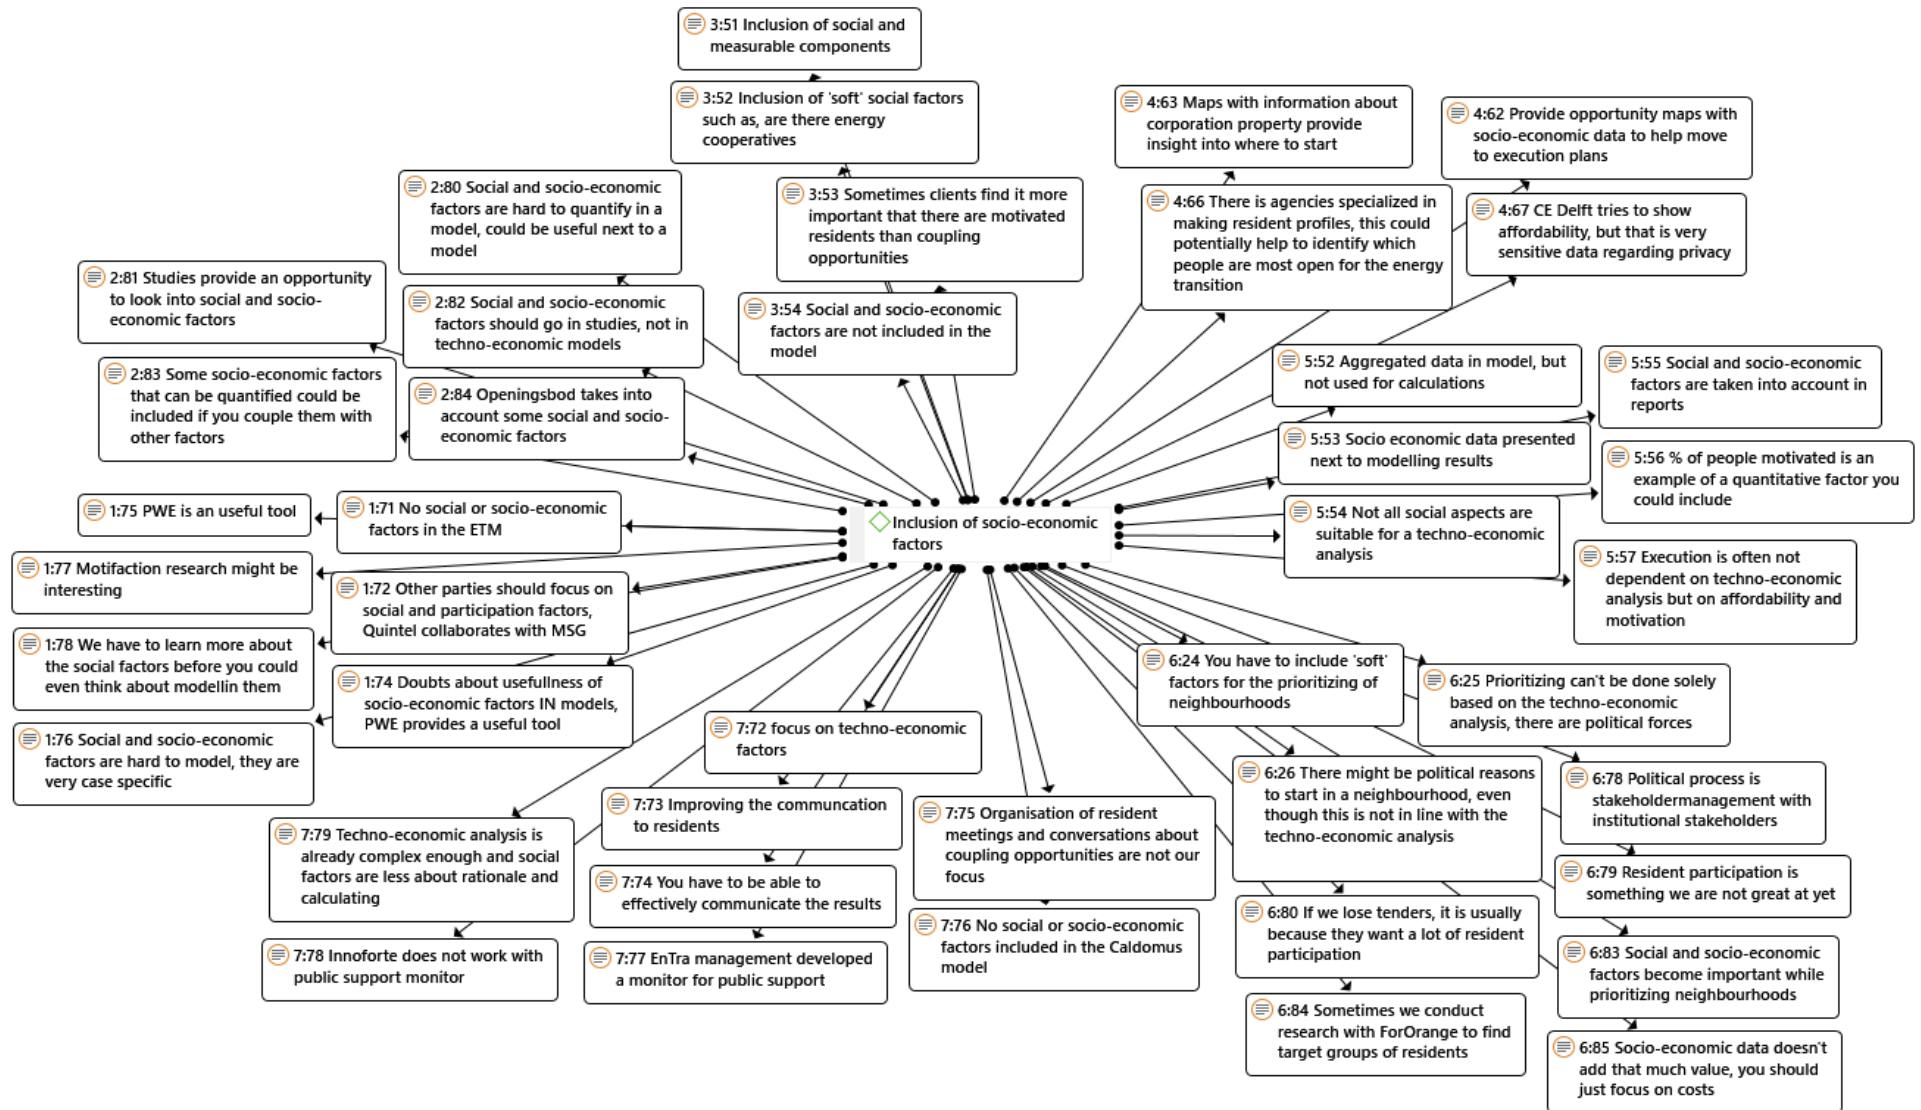 3:51 Inclusion of social and
measurable components
3:52 Inclusion of 'soft' social factors
such as, are there energy
cooperatives
4:63 Maps with information about
corporation property provide
insight into where to start
4:62 Provide opportunity maps with
socio-economic data to help move
to execution plans
2:80 Social and socio-economic
factors are hard to quantify in a
model, could be useful next to a
model
3:53 Sometimes clients find it more
important that there are motivated
residents than coupling
opportunities
4:66 There is agencies specialized in
making resident profiles, this could
potentially help to identify which
people are most open for the energy
transition
4:67 CE Delft tries to show
affordability, but that is very
sensitive data regarding privacy
2:81 Studies provide an opportunity
to look into social and socio-
economic factors
2:82 Social and socio-economic
factors should go in studies, not in
techno-economic models
3:54 Social and socio-economic
factors are not included in the
model
5:52 Aggregated data in model, but
not used for calculations
5:55 Social and socio-economic
factors are taken into account in
reports
2:83 Some socio-economic factors
that can be quantified could be
included if you couple them with
other factors
2:84 Openingsbod takes into
account some social and socio-
economic factors
5:53 Socio economic data presented
next to modelling results
5:56 % of people motivated is an
example of a quantitative factor you
could include
1:75 PWE is an useful tool
1:71 No social or socio-economic
factors in the ETM
Inclusion of socio-economic
factors
5:54 Not all social aspects are
suitable for a techno-economic
analysis
5:57 Execution is often not
dependent on techno-economic
analysis but on affordability and
motivation
1:77 Motifaction research might be
interesting
1:72 Other parties should focus on
social and participation factors,
Quintel collaborates with MSG
1:78 We have to learn more about
the social factors before you could
even think about modellin them
1:74 Doubts about usefullness of
socio-economic factors IN models,
PWE provides a useful tool
1:76 Social and socio-economic
factors are hard to model, they are
very case specific
6:24 You have to include 'soft'
factors for the prioritizing of
neighbourhoods
6:25 Prioritizing can't be done solely
based on the techno-economic
analysis, there are political forces
7:72 focus on techno-economic
factors
6:26 There might be political reasons
to start in a neighbourhood, even
though this is not in line with the
techno-economic analysis
6:78 Political process is
stakeholdermanagement with
institutional stakeholders
7:73 Improving the communcation
to residents
7:75 Organisation of resident
meetings and conversations about
coupling opportunities are not our
focus
7:79 Techno-economic analysis is
already complex enough and social
factors are less about rationale and
calculating
7:74 You have to be able to
effectively communicate the results
6:79 Resident participation is
something we are not great at yet
6:80 If we lose tenders, it is usually
because they want a lot of resident
participation
7:76 No social or socio-economic
factors included in the Caldomus
model
7:78 Innoforte does not work with
public support monitor
7:77 EnTra management developed
a monitor for public support
6:83 Social and socio-economic
factors become important while
prioritizing neighbourhoods
6:84 Sometimes we conduct
research with ForOrange to find
target groups of residents
6:85 Socio-economic data doesn't
add that much value, you should
just focus on costs